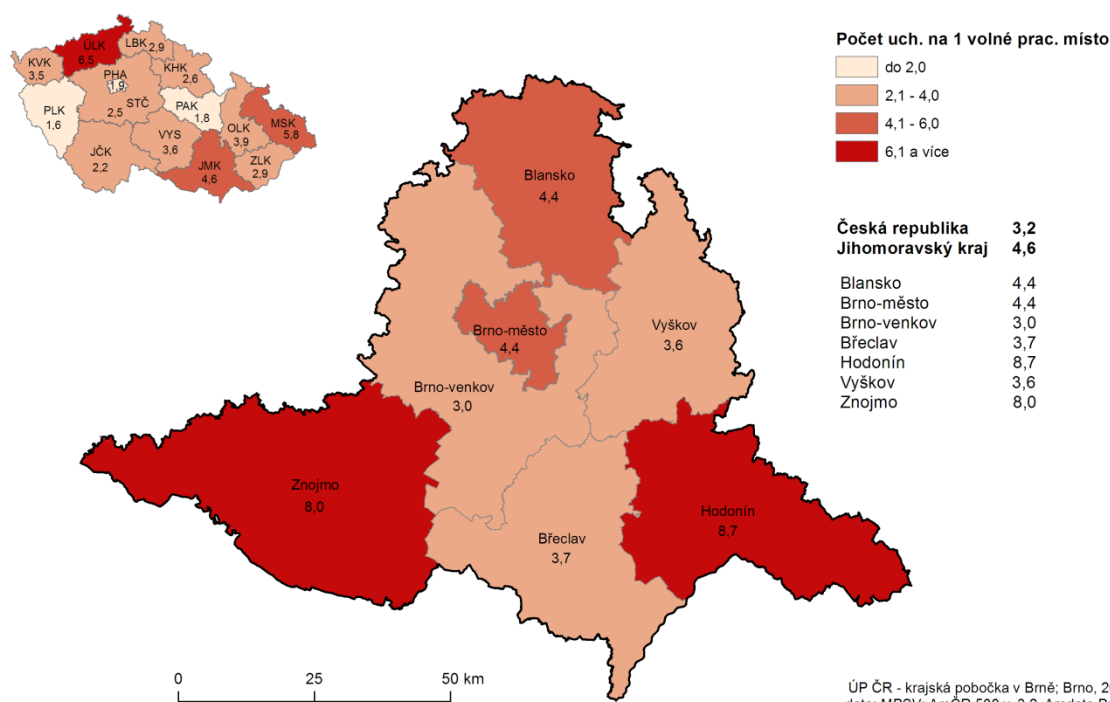 ULK
6,5
LBK
2,9
KVK
3,5
KHK
2,6
PHA
1,9
STČ
2,5
PLK
1,6
PAK
1,8
MSK
5,8
OLK
3,9
VYS
3,6
JČK
2,2
JMK
4,6
ZLK
2,9
Počet uch. na 1 volné prac. místo
do 2,0
2,1 - 4,0
4,1 - 6,0
6,1 a více
Česká republika 3,2
Jihomoravský kraj 4,6
Blansko 4,4
Brno-město 4,4
Brno-venkov 3,0
Břeclav 3,7
Hodonín 8,7
Vyškov 3,6
Znojmo 8,0
Blansko
4,4
Vyškov
3,6
Brno-město
4,4
Brno-venkov
3,0
Znojmo
8,0
Hodonín
8,7
Břeclav
3,7
0 25 50 km
ÚP ČR - krajská pobočka v Brně; Brno,